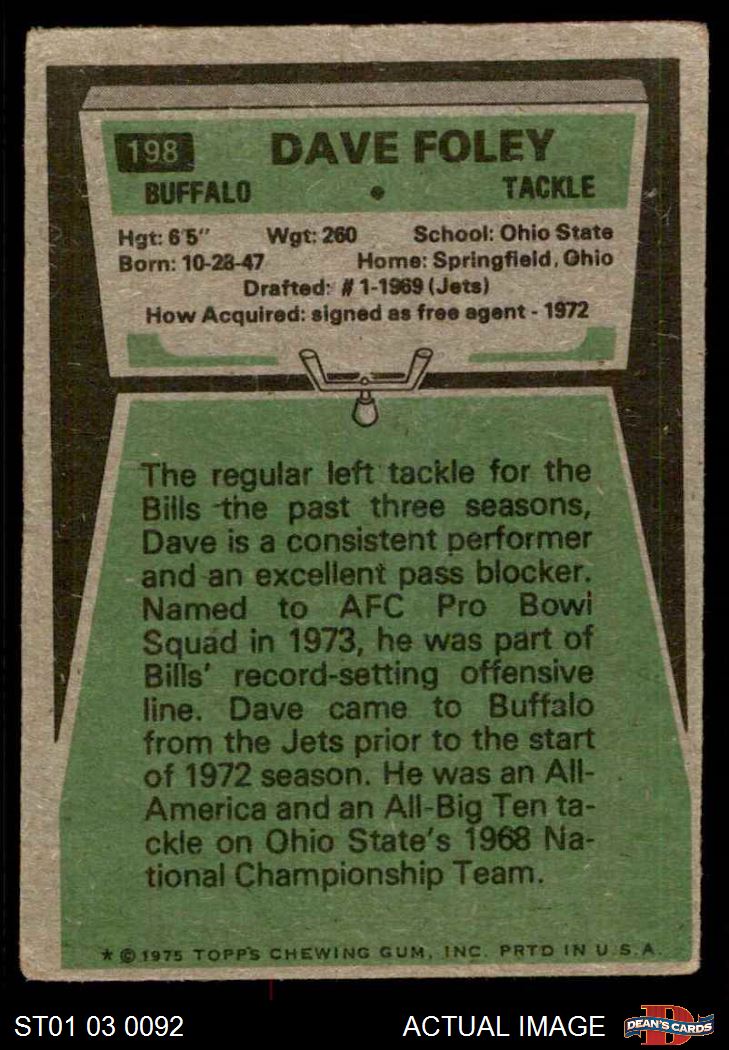 198 DAVE FOLEY
BUFFALO • TACKLE
Hgt: 6'5" Wgt: 260 School: Ohio State
Born: 10-28-47 Home: Springfield, Ohio
Drafted: #1-1969 (Jets)
How Acquired: signed as free agent - 1972
The regular left tackle for the
Bills the past three seasons,
Dave is a consistent performer
and an excellent pass blocker.
Named to AFC Pro Bowl
Squad in 1973, he was part of
Bills' record-setting offensive
line. Dave came to Buffalo
from the Jets prior to the start
of 1972 season. He was an All-
America and an All-Big Ten ta-
ckle on Ohio State's 1968 Na-
tional Championship Team.
* © 1975 TOPPS CHEWING GUM, INC. PRTD IN U.S.A.
ST01 03 0092 ACTUAL IMAGE DEAN'S CARDS